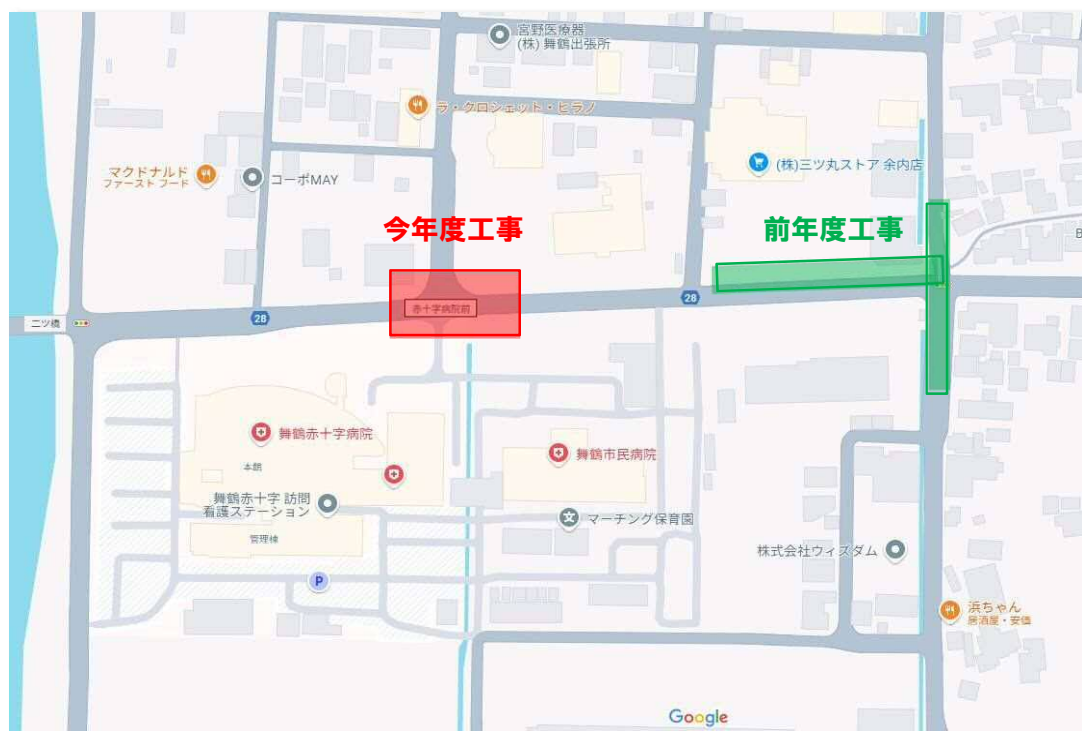 宮野医療器
(株) 舞鶴出張所
ラ・クロシェット・ヒラノ
マクドナルド
ファースト フード
コーポMAY
(株)三ツ丸ストア 余内店
今年度工事
前年度工事
B
赤十字病院前
28
28
二ツ橋
舞鶴赤十字病院
本館
舞鶴市民病院
舞鶴赤十字 訪問
看護ステーション
マーチング保育園
管理棟
株式会社ウィズダム
P
浜ちゃん
居酒屋・安価
Google